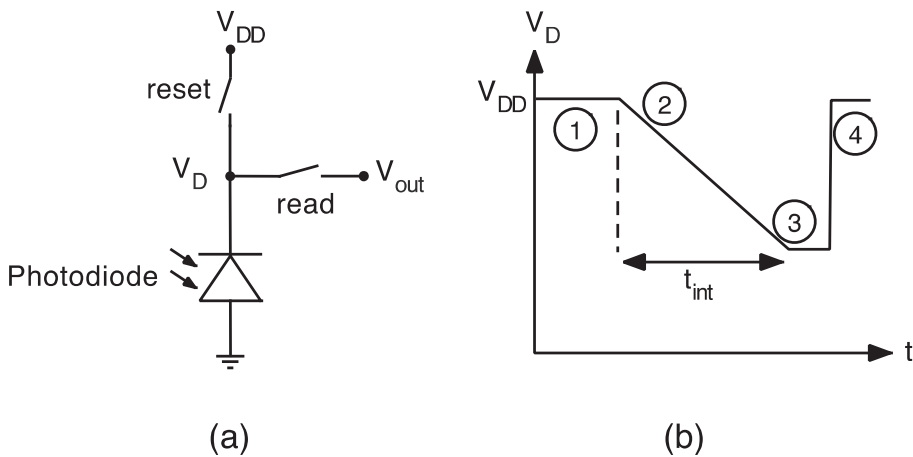 V_DD
reset
V_D
V_out
read
Photodiode
(a)
V_D
V_DD
1
2
3
4
t_int
t
(b)